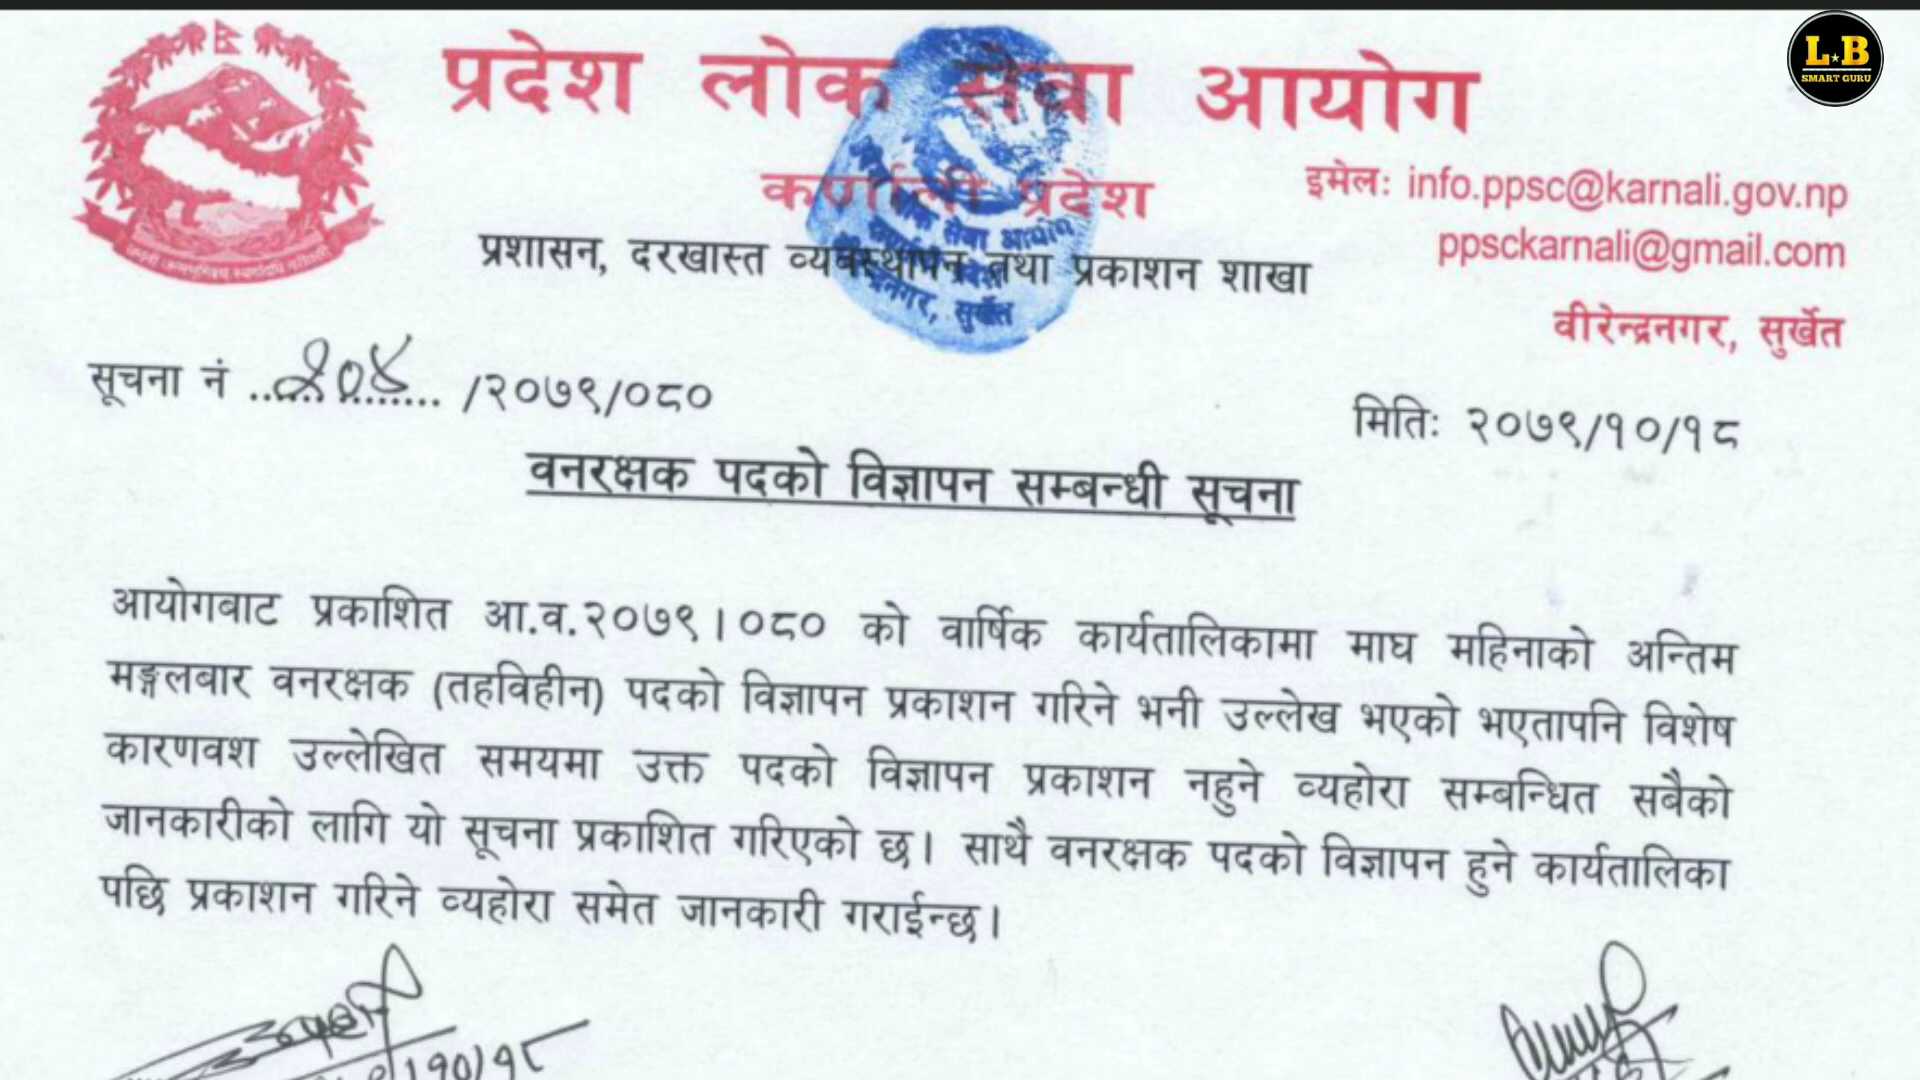 प्रदेश लोक सेवा आयोग
L★B
SMART GURU
कर्णाली प्रदेश
इमेल: info.ppsc@karnali.gov.np
ppsckarnali@gmail.com
प्रशासन, दरखास्त व्यवस्थापन तथा प्रकाशन शाखा
वीरेन्द्रनगर, सुर्खेत
सूचना नं ..२०४.. /२०७९/०८०
मिति: २०७९/१०/१८
वनरक्षक पदको विज्ञापन सम्बन्धी सूचना
आयोगबाट प्रकाशित आ.व.२०७९।०८० को वार्षिक कार्यतालिकामा माघ महिनाको अन्तिम
मङ्गलबार वनरक्षक (तहविहीन) पदको विज्ञापन प्रकाशन गरिने भनी उल्लेख भएको भएतापनि विशेष
कारणवश उल्लेखित समयमा उक्त पदको विज्ञापन प्रकाशन नहुने व्यहोरा सम्बन्धित सबैको
जानकारीको लागि यो सूचना प्रकाशित गरिएको छ। साथै वनरक्षक पदको विज्ञापन हुने कार्यतालिका
पछि प्रकाशन गरिने व्यहोरा समेत जानकारी गराईन्छ।